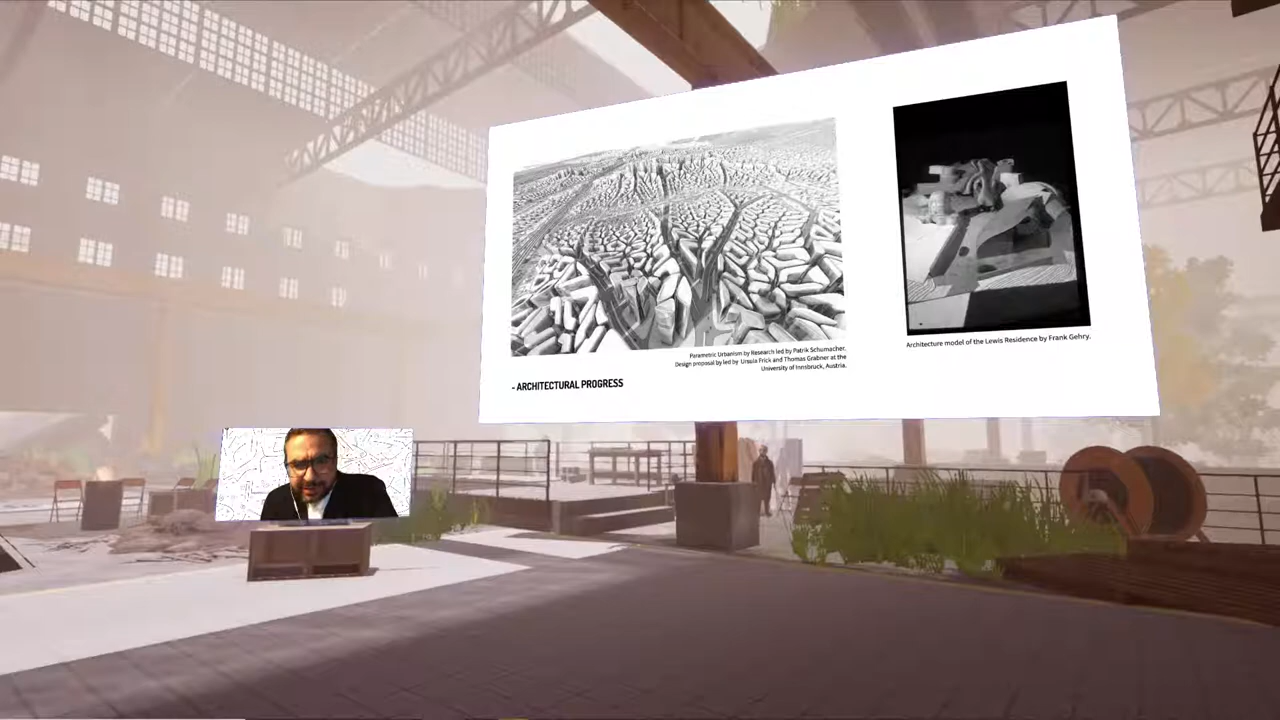 Parametric Urbanism by Research led by Patrik Schumacher.
Design proposal by led by Ursula Frick and Thomas Grabner at the
University of Innsbruck, Austria.
Architecture model of the Lewis Residence by Frank Gehry.
- ARCHITECTURAL PROGRESS